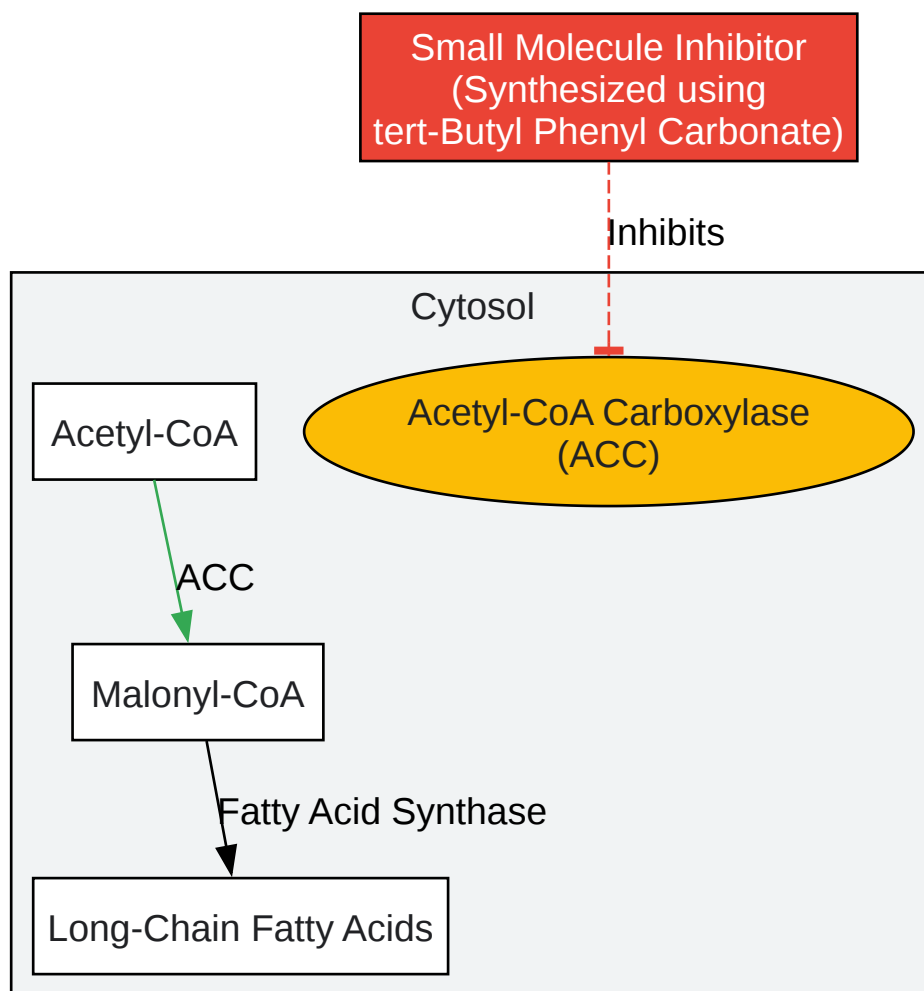 Small Molecule Inhibitor
(Synthesized using
tert-Butyl Phenyl Carbonate)
Inhibits
Cytosol
Acetyl-CoA
Acetyl-CoA Carboxylase
(ACC)
ACC
Malonyl-CoA
Fatty Acid Synthase
Long-Chain Fatty Acids